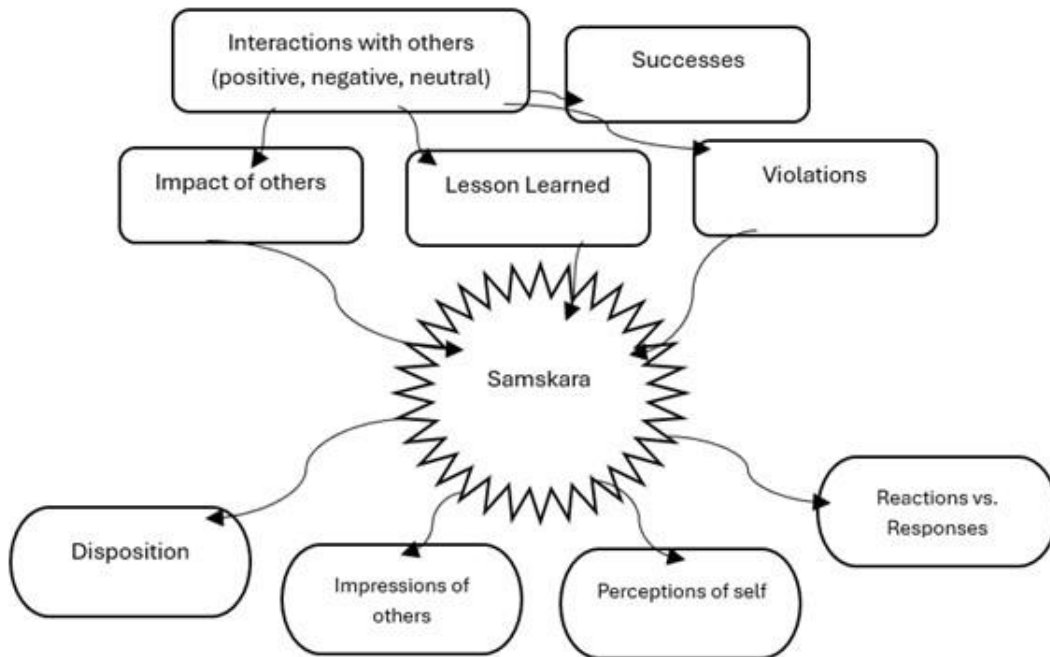 Interactions with others
(positive, negative, neutral)
Successes
Impact of others
Lesson Learned
Violations
Samskara
Disposition
Impressions of
others
Perceptions of self
Reactions vs.
Responses